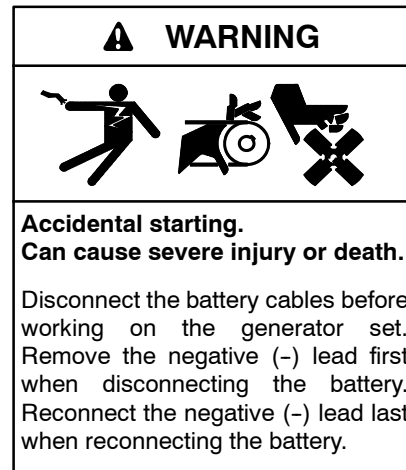 WARNING
Accidental starting.
Can cause severe injury or death.
Disconnect the battery cables before
working on the generator set.
Remove the negative (–) lead first
when disconnecting the battery.
Reconnect the negative (–) lead last
when reconnecting the battery.